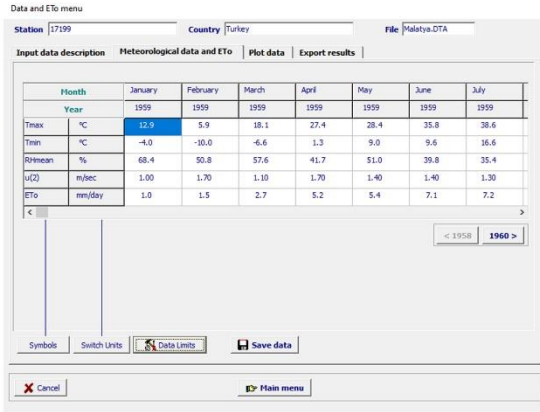 Data and ETo menu
Station 17199 Country Turkey File Malatya.DTA
Input data description Meteorological data and ETo Plot data Export results
Month January February March April May June July
Year 1959 1959 1959 1959 1959 1959 1959
Tmax °C 12.9 5.9 18.1 27.4 28.4 35.8 38.6
Tmin °C -4.0 -10.0 -6.6 1.3 9.0 9.6 16.6
RHmean % 68.4 50.8 57.6 41.7 51.0 39.8 35.4
u(2) m/sec 1.00 1.70 1.10 1.70 1.40 1.40 1.30
ETo mm/day 1.0 1.5 2.7 5.2 5.4 7.1 7.2
< >
< 1958 1960 >
Symbols Switch Units Data Limits Save data
Cancel Main menu